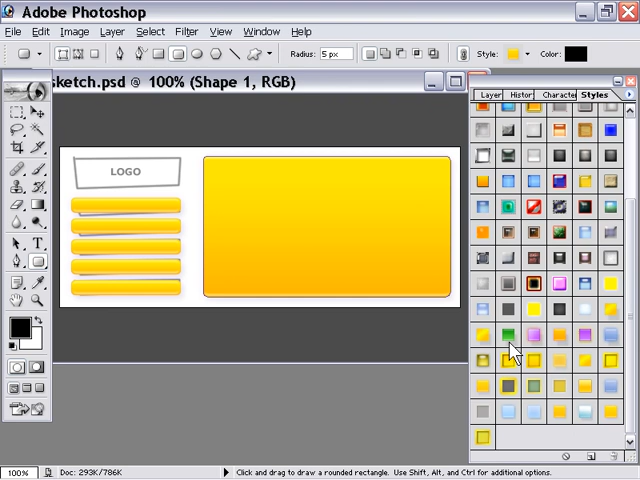 Adobe Photoshop
File Edit Image Layer Select View Window Help
Radius: 5 px Style: Color:
sketch.psd @ 100% (Shape 1, RGB)
Layer Histor Character Styles
LOGO
T
100% Doc: 293K/786K Click and drag to draw a rounded rectangle. Use Shift, Alt, and Ctrl for additional options.